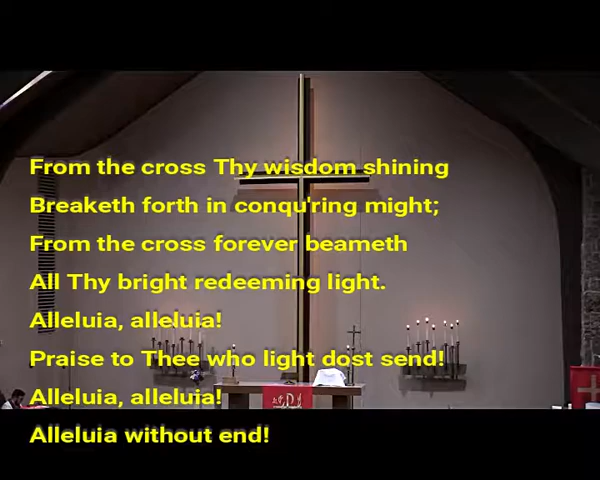 From the cross Thy wisdom shining
Breaketh forth in conqu'ring might;
From the cross forever beameth
All Thy bright redeeming light.
Alleluia, alleluia!
Praise to Thee who light dost send!
Alleluia, alleluia!
Alleluia without end!